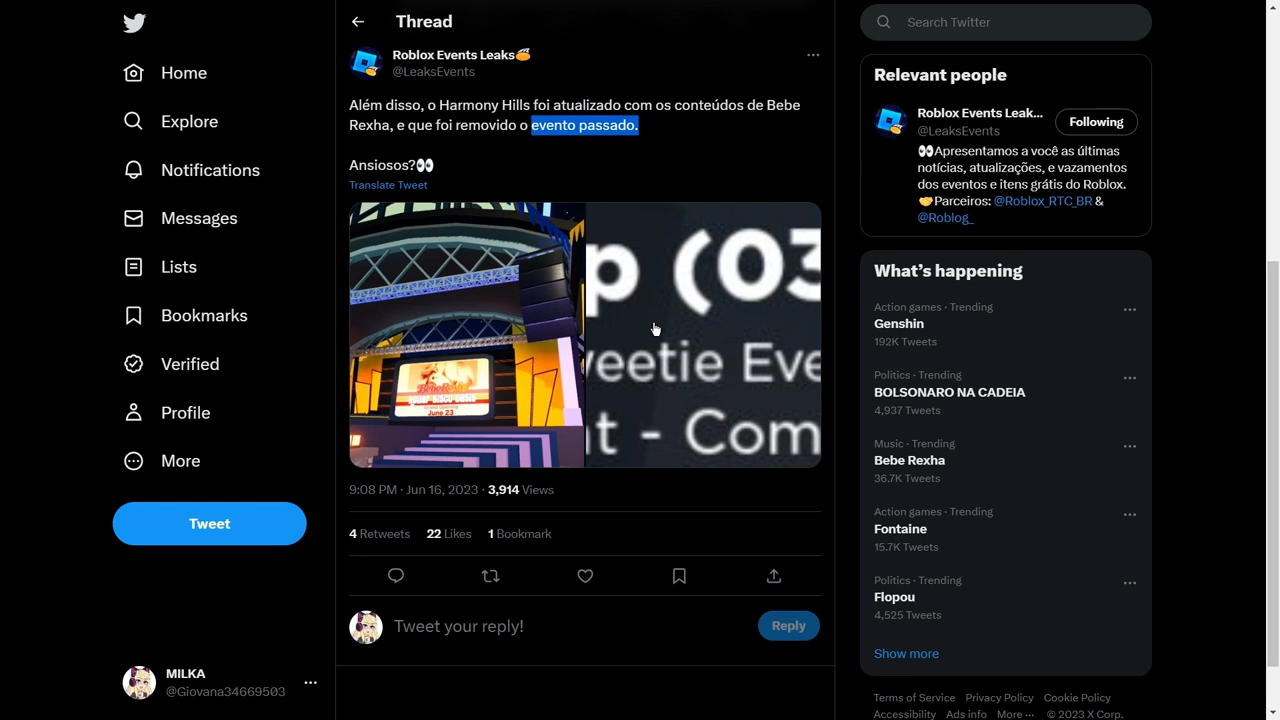 Home
Explore
Notifications
Messages
Lists
Bookmarks
Verified
Profile
More
Tweet
MILKA
@Giovana34669503
Thread
Roblox Events Leaks
@LeaksEvents
Além disso, o Harmony Hills foi atualizado com os conteúdos de Bebe
Rexha, e que foi removido o evento passado.
Ansiosos?👀
Translate Tweet
Bebe Rexha
June 23
p (03
weetie Eve
t - Com
9:08 PM · Jun 16, 2023 · 3,914 Views
4 Retweets 22 Likes 1 Bookmark
Tweet your reply!
Reply
Search Twitter
Relevant people
Roblox Events Leak...
@LeaksEvents
Following
👀Apresentamos a você as últimas
notícias, atualizações, e vazamentos
dos eventos e itens grátis do Roblox.
🤝Parceiros: @Roblox_RTC_BR &
@Roblog_
What's happening
Action games · Trending
Genshin
192K Tweets
Politics · Trending
BOLSONARO NA CADEIA
4,937 Tweets
Music · Trending
Bebe Rexha
36.7K Tweets
Action games · Trending
Fontaine
15.7K Tweets
Politics · Trending
Flopou
4,525 Tweets
Show more
Terms of Service Privacy Policy Cookie Policy
Accessibility Ads info More ··· © 2023 X Corp.